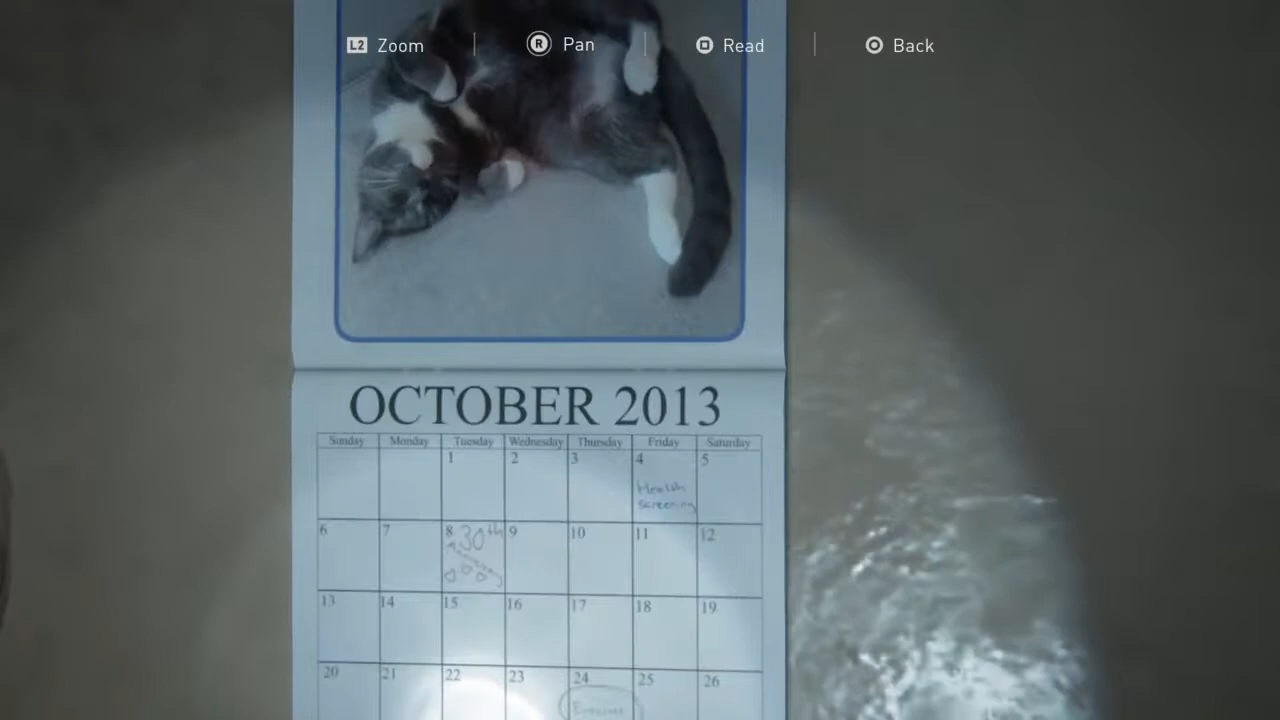 L2 Zoom R Pan Read Back
OCTOBER 2013
Sunday Monday Tuesday Wednesday Thursday Friday Saturday
1 2 3 4 5
Health
screening
6 7 8 30th 9 10 11 12
13 14 15 16 17 18 19
20 21 22 23 24 25 26